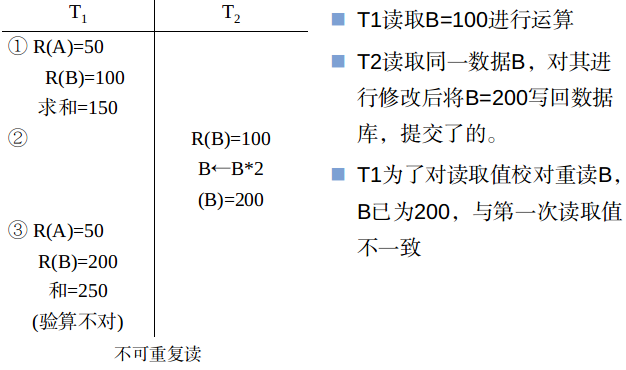 T1 T2
① R(A)=50
R(B)=100
求和=150
② R(B)=100
B←B*2
(B)=200
③ R(A)=50
R(B)=200
和=250
(验算不对)
不可重复读
T1读取B=100进行运算
T2读取同一数据B，对其进
行修改后将B=200写回数据
库，提交了的。
T1为了对读取值校对重读B，
B已为200，与第一次读取值
不一致